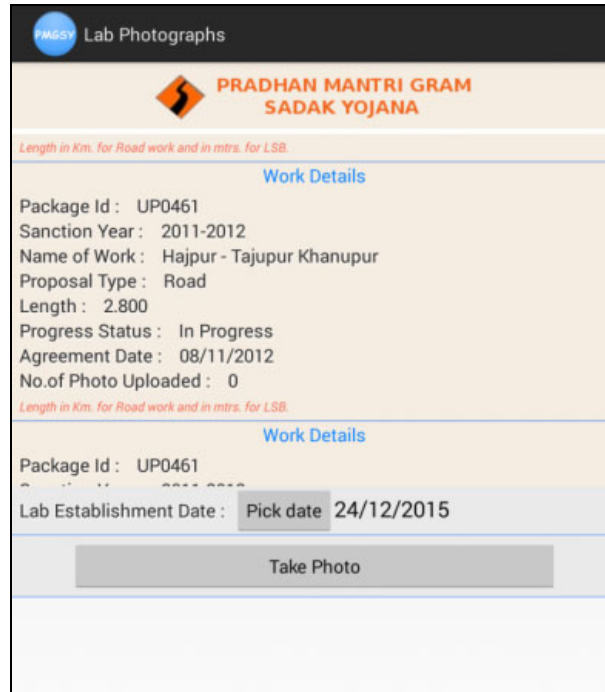 PMGSY Lab Photographs
PRADHAN MANTRI GRAM
SADAK YOJANA
Length in Km. for Road work and in mtrs. for LSB.
Work Details
Package Id : UP0461
Sanction Year : 2011-2012
Name of Work : Hajpur - Tajupur Khanupur
Proposal Type : Road
Length : 2.800
Progress Status : In Progress
Agreement Date : 08/11/2012
No.of Photo Uploaded : 0
Length in Km. for Road work and in mtrs. for LSB.
Work Details
Package Id : UP0461
Lab Establishment Date : Pick date 24/12/2015
Take Photo